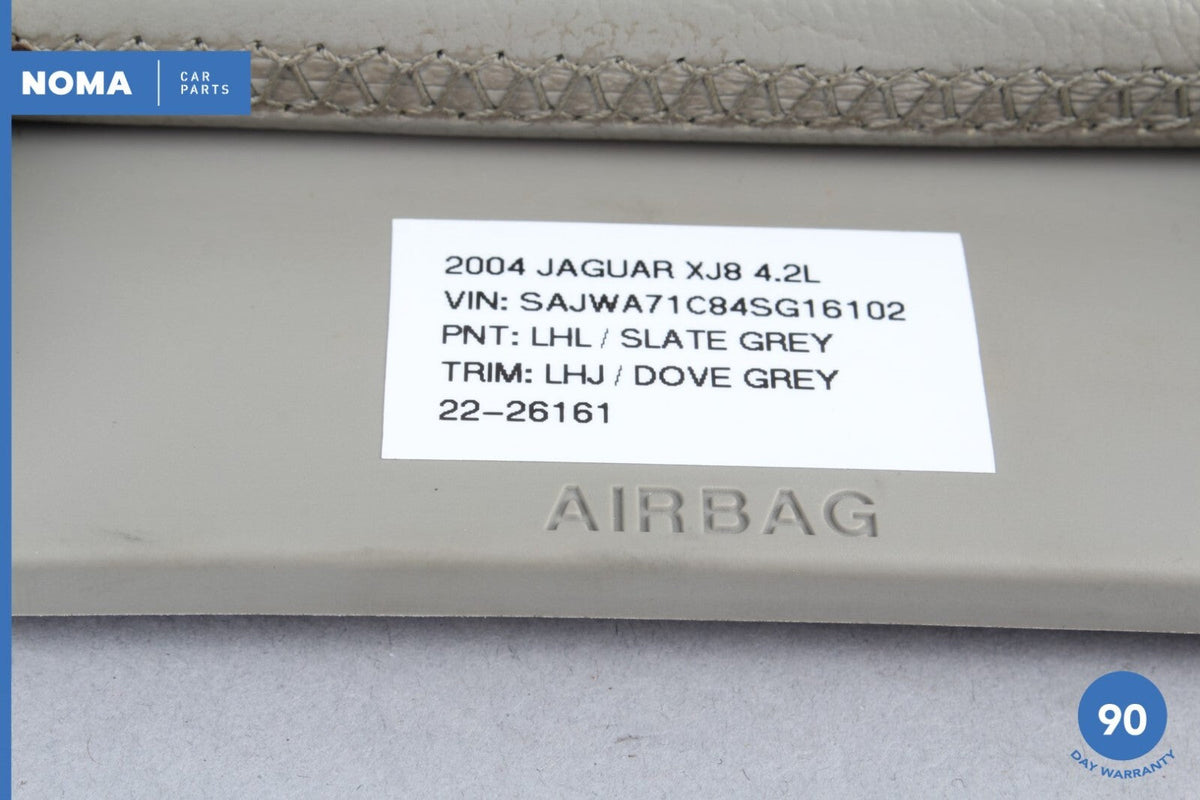 NOMA
CAR
PARTS
2004 JAGUAR XJ8 4.2L
VIN: SAJWA71C84SG16102
PNT: LHL / SLATE GREY
TRIM: LHJ / DOVE GREY
22-26161
AIRBAG
90
DAY WARRANTY